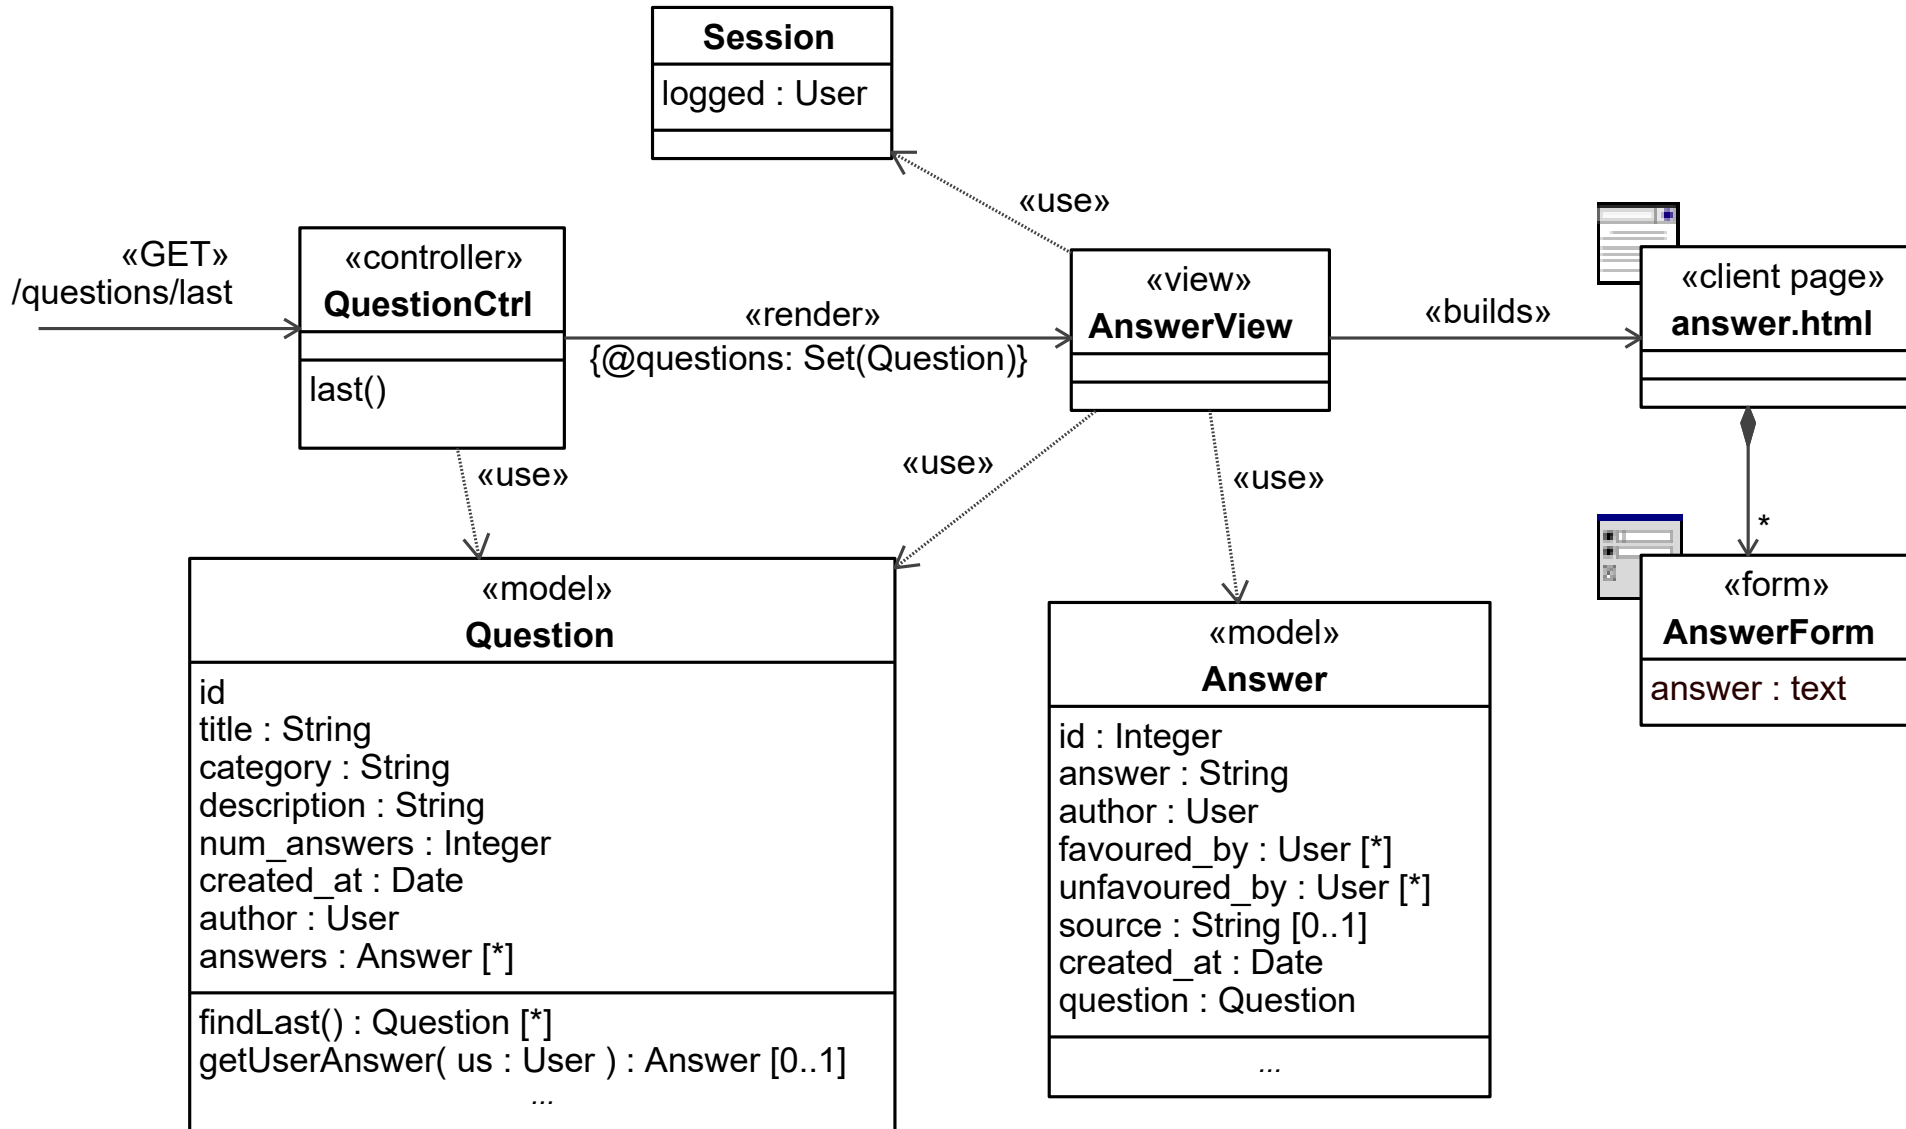 Session
logged : User
«use»
«GET»
/questions/last
«controller»
QuestionCtrl
last()
«render»
{@questions: Set(Question)}
«view»
AnswerView
«builds»
«client page»
answer.html
«use»
«use»
«use»
*
«model»
Question
id
title : String
category : String
description : String
num_answers : Integer
created_at : Date
author : User
answers : Answer [*]
findLast() : Question [*]
getUserAnswer( us : User ) : Answer [0..1]
...
«model»
Answer
id : Integer
answer : String
author : User
favoured_by : User [*]
unfavoured_by : User [*]
source : String [0..1]
created_at : Date
question : Question
...
«form»
AnswerForm
answer : text